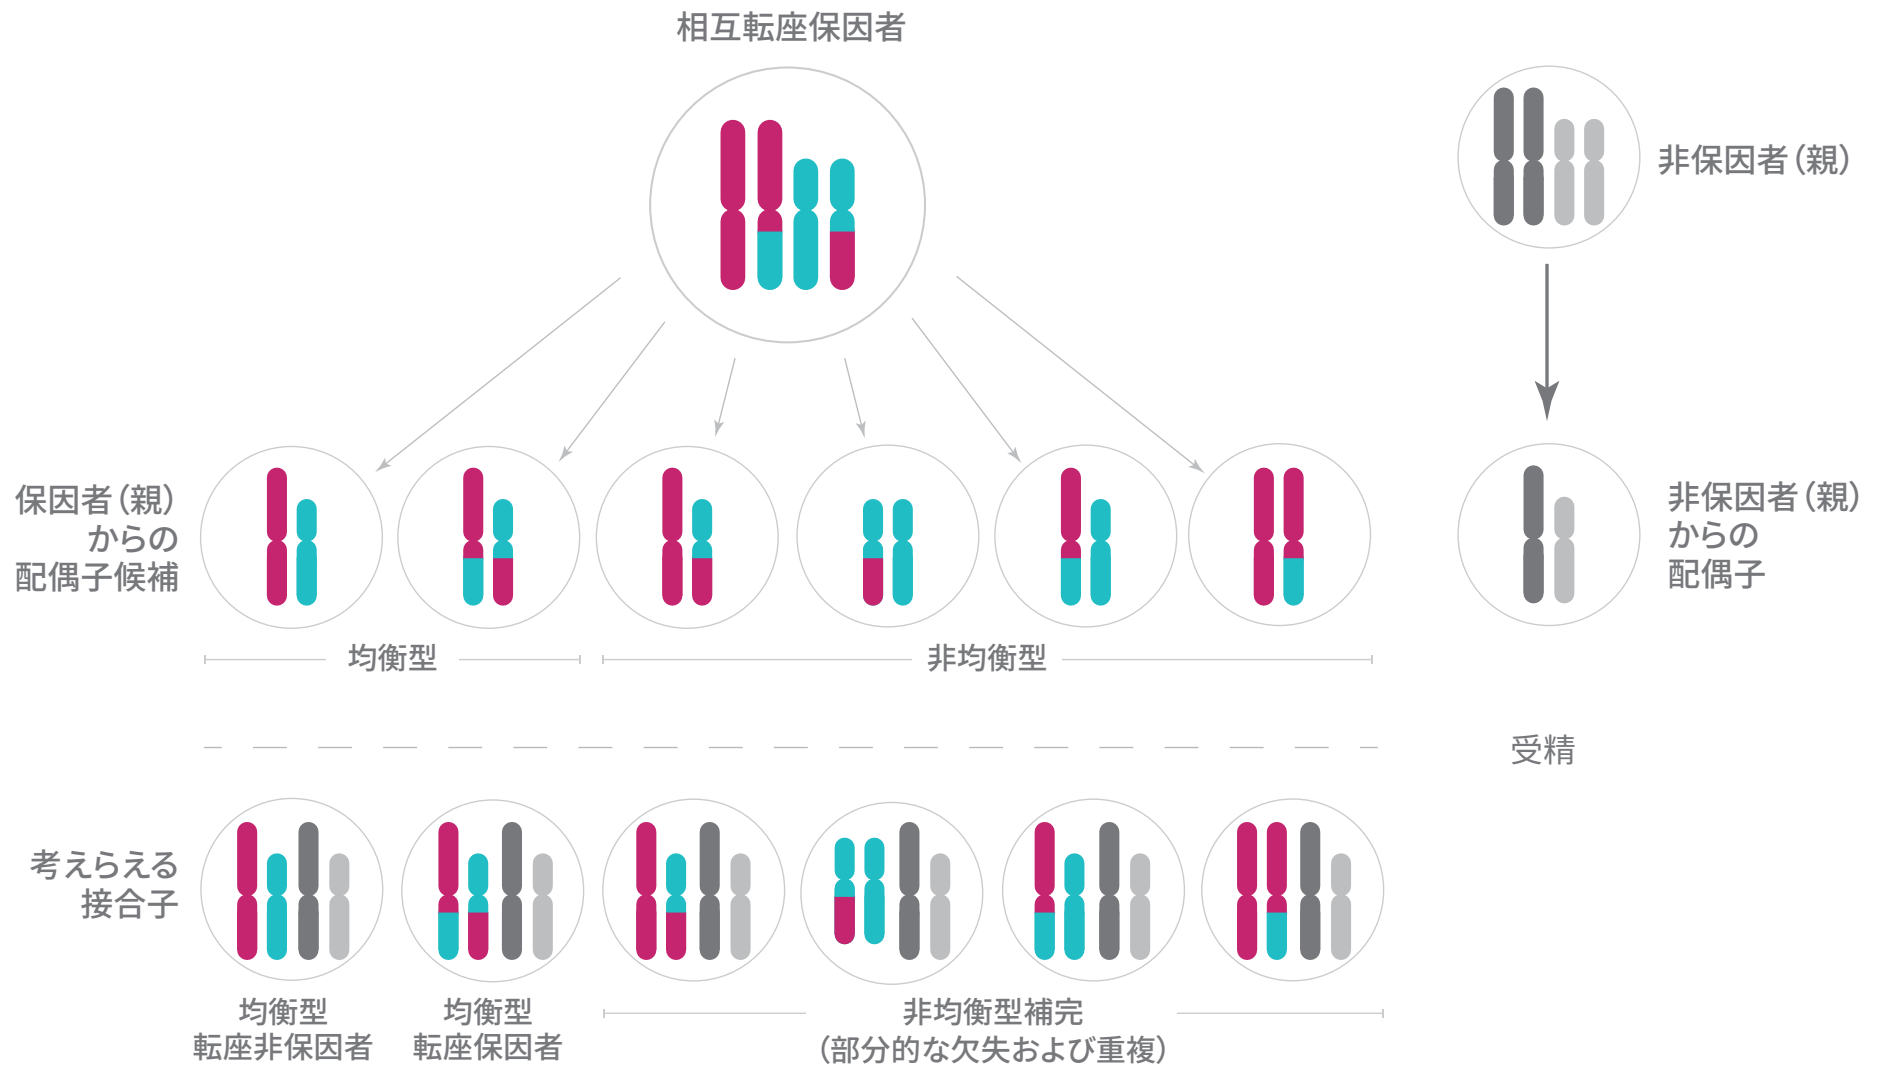 相互転座保因者
非保因者（親）
保因者（親）
からの
配偶子候補
非保因者（親）
からの
配偶子
均衡型
非均衡型
受精
考えらえる
接合子
均衡型
転座非保因者
均衡型
転座保因者
非均衡型補完
（部分的な欠失および重複）